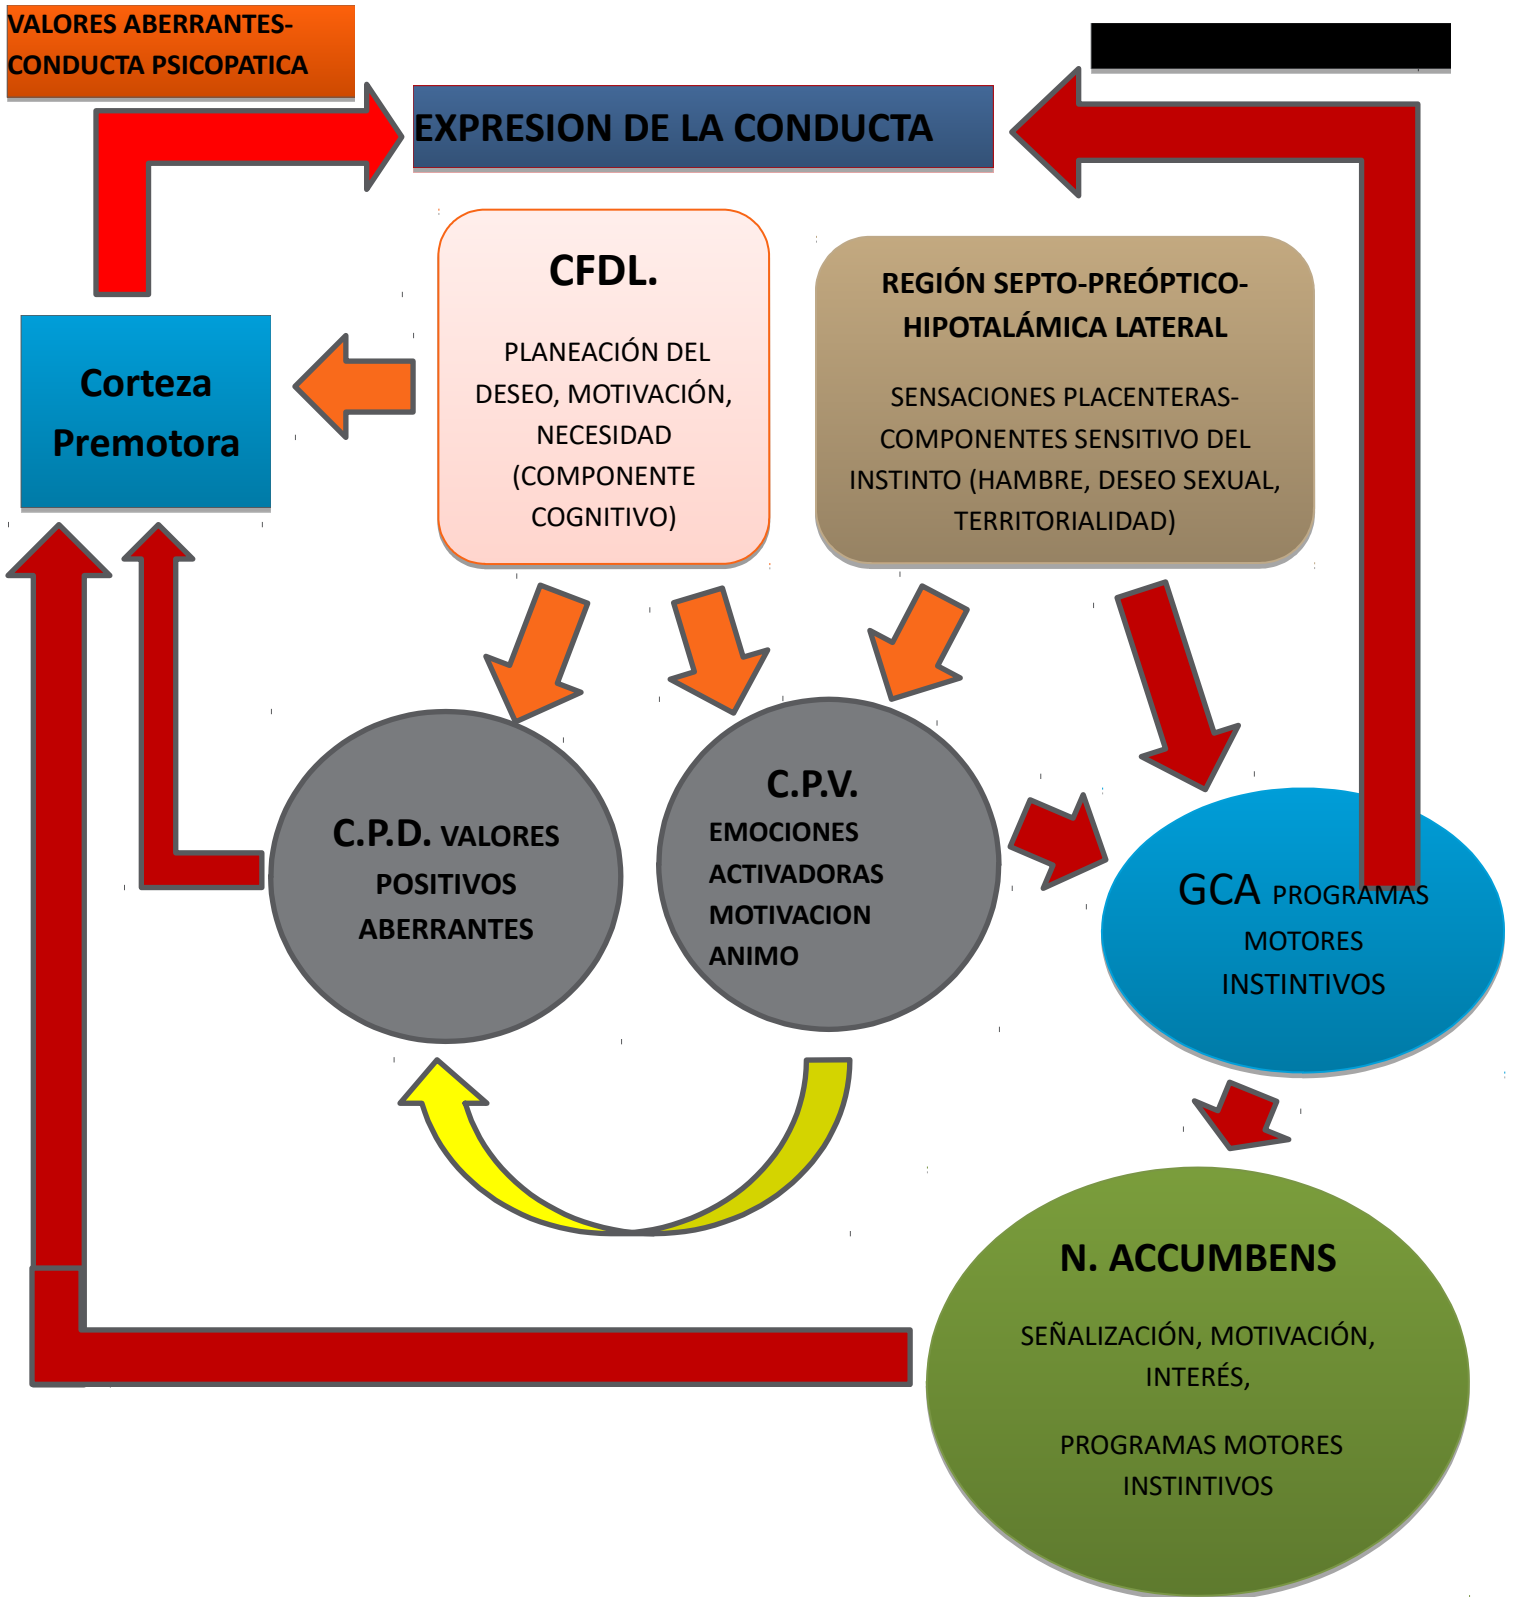 VALORES ABERRANTES-
CONDUCTA PSICOPATICA
EXPRESION DE LA CONDUCTA
CFDL.
PLANEACIÓN DEL
DESEO, MOTIVACIÓN,
NECESIDAD
(COMPONENTE
COGNITIVO)
REGIÓN SEPTO-PREÓPTICO-
HIPOTALÁMICA LATERAL
SENSACIONES PLACENTERAS-
COMPONENTES SENSITIVO DEL
INSTINTO (HAMBRE, DESEO SEXUAL,
TERRITORIALIDAD)
Corteza
Premotora
C.P.D. VALORES
POSITIVOS
ABERRANTES
C.P.V.
EMOCIONES
ACTIVADORAS
MOTIVACION
ANIMO
GCA PROGRAMAS
MOTORES
INSTINTIVOS
N. ACCUMBENS
SEÑALIZACIÓN, MOTIVACIÓN,
INTERÉS,
PROGRAMAS MOTORES
INSTINTIVOS